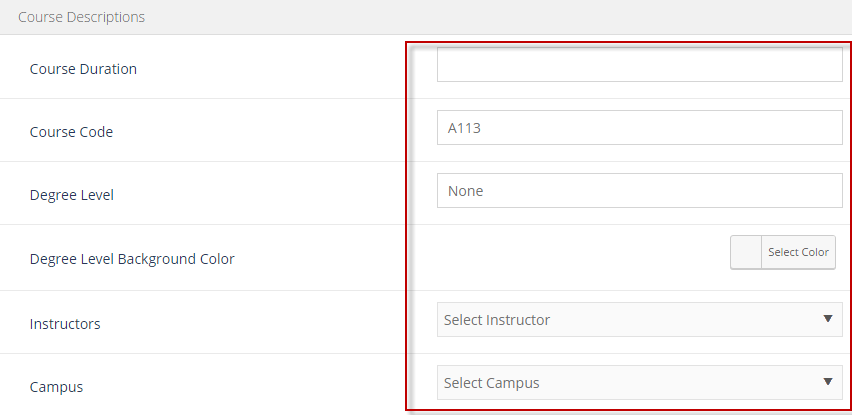 Course Descriptions
Course Duration
Course Code
A113
Degree Level
None
Degree Level Background Color
Select Color
Instructors
Select Instructor
Campus
Select Campus